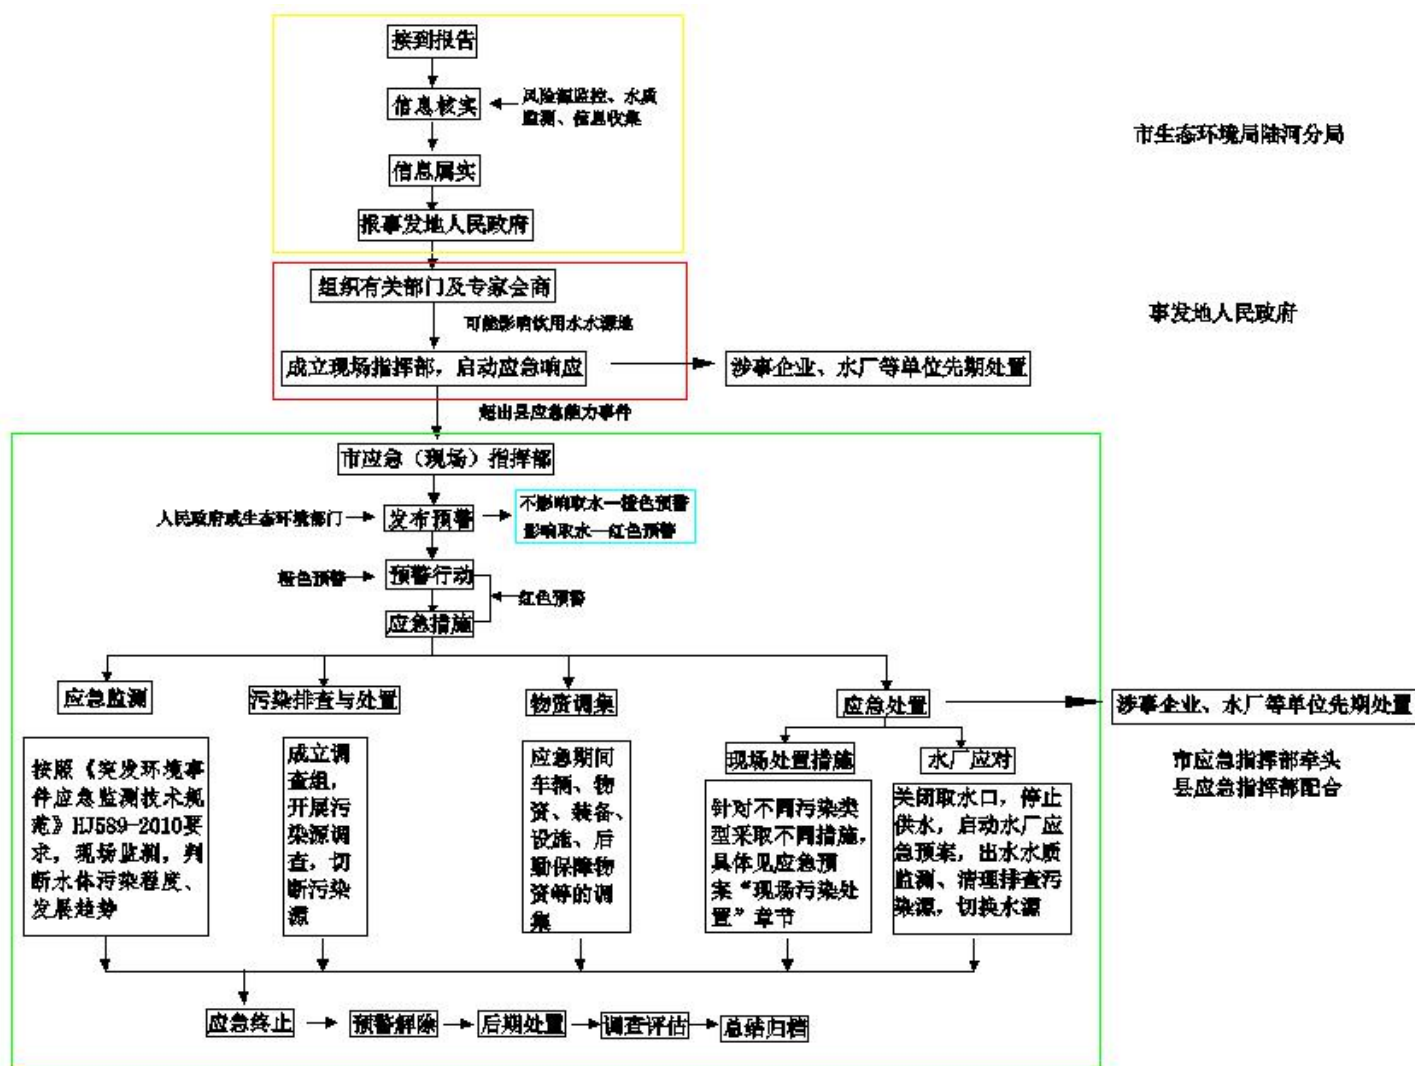 接到报告
信息核实
风险源监控、水质
监测、信息收集
市生态环境局陆河分局
信息属实
报事发地人民政府
组织有关部门及专家会商
可能影响饮用水水源地
事发地人民政府
成立现场指挥部，启动应急响应
涉事企业、水厂等单位先期处置
超出县应急能力事件
市应急（现场）指挥部
人民政府或生态环境部门
发布预警
不影响取水—橙色预警
影响取水—红色预警
橙色预警
预警行动
红色预警
应急措施
应急监测
污染排查与处置
物资调集
应急处置
涉事企业、水厂等单位先期处置
市应急指挥部牵头
县应急指挥部配合
按照《突发环境事
件应急监测技术规
范》HJ589-2010要
求，现场监测，判
断水体污染程度、
发展趋势
成立调
查组，
开展污
染源调
查，切
断污染
源
应急期间
车辆、物
资、装备、
设施、后
勤保障物
资等的调
集
现场处置措施
针对不同污染类
型采取不同措施，
具体见应急预
案“现场污染处
置”章节
水厂应对
关闭取水口，停止
供水，启动水厂应
急预案，出水水质
监测、清理排查污
染源，切换水源
应急终止
预警解除
后期处置
调查评估
总结归档